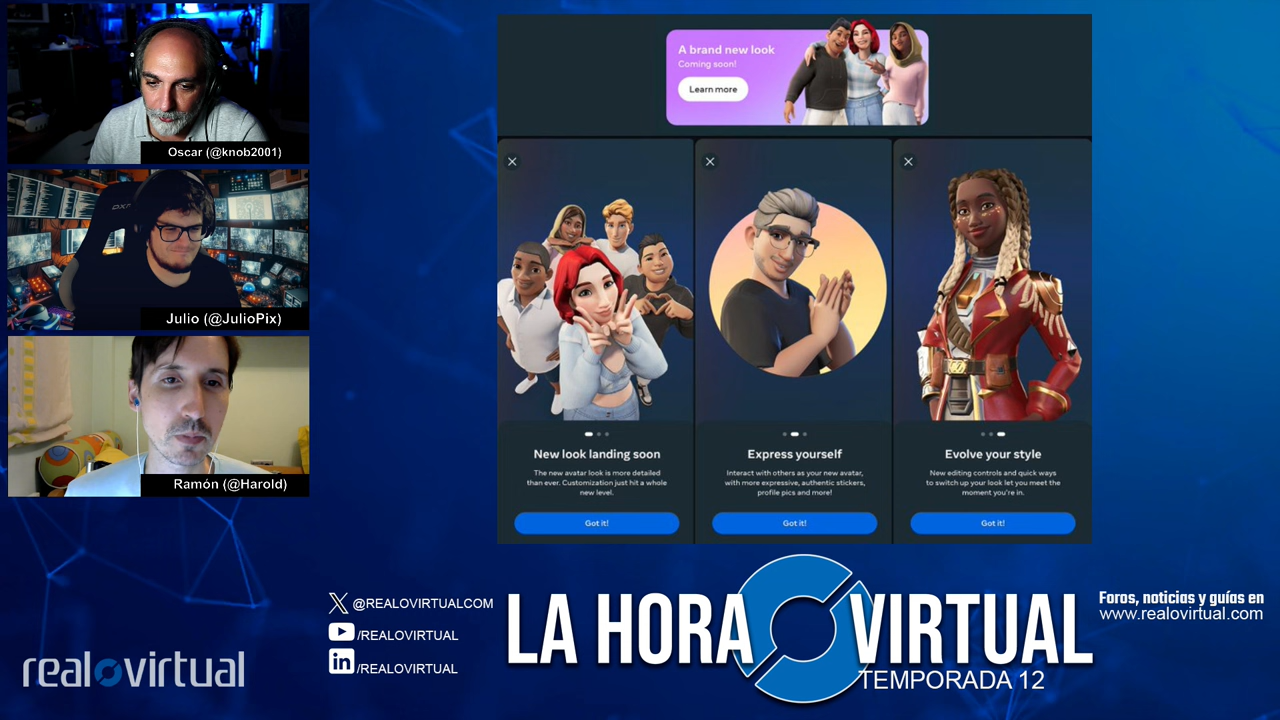 Oscar (@knob2001)
Julio (@JulioPix)
Ramón (@Harold)
A brand new look
Coming soon!
Learn more
New look landing soon
The new avatar look is more detailed
than ever. Customization just hit a whole
new level.
Got it!
Express yourself
Interact with others as your new avatar,
with more expressive, authentic stickers,
profile pics and more!
Got it!
Evolve your style
New editing controls and quick ways
to switch up your look let you meet the
moment you're in.
Got it!
realovirtual
@REALOVIRTUALCOM
/REALOVIRTUAL
in /REALOVIRTUAL
LA HORA VIRTUAL
TEMPORADA 12
Foros, noticias y guías en
www.realovirtual.com